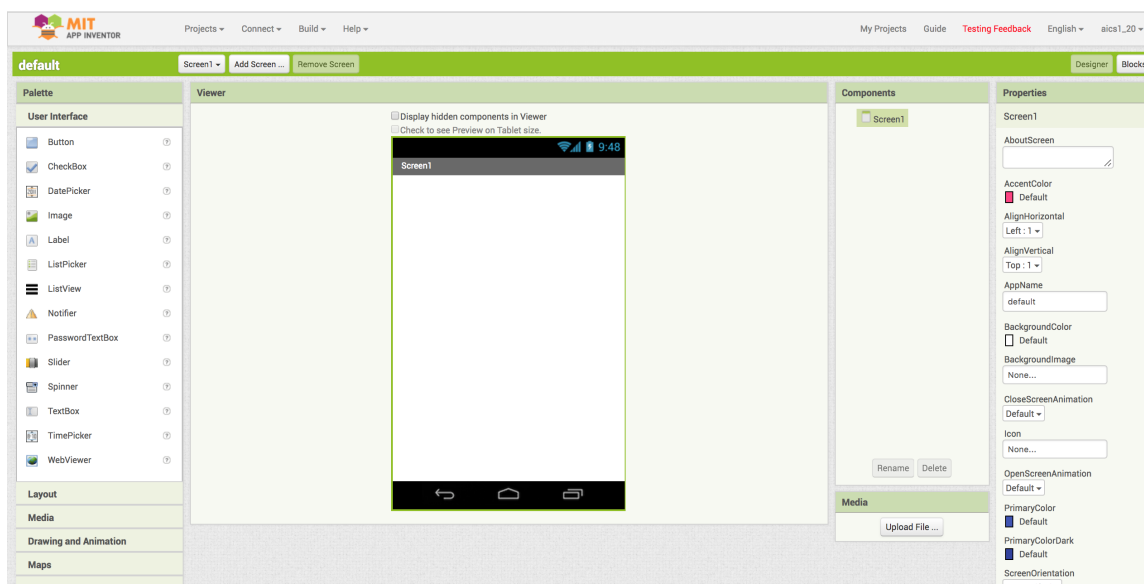 MIT
APP INVENTOR
Projects Connect Build Help
My Projects Guide Testing Feedback English aics1_20
default
Screen1 Add Screen ... Remove Screen
Designer Blocks
Palette
User Interface
Button
CheckBox
DatePicker
Image
Label
ListPicker
ListView
Notifier
PasswordTextBox
Slider
Spinner
TextBox
TimePicker
WebViewer
Layout
Media
Drawing and Animation
Maps
Viewer
Display hidden components in Viewer
Check to see Preview on Tablet size.
9:48
Screen1
Components
Screen1
Rename Delete
Media
Upload File ...
Properties
Screen1
AboutScreen
AccentColor
Default
AlignHorizontal
Left : 1
AlignVertical
Top : 1
AppName
default
BackgroundColor
Default
BackgroundImage
None...
CloseScreenAnimation
Default
Icon
None...
OpenScreenAnimation
Default
PrimaryColor
Default
PrimaryColorDark
Default
ScreenOrientation